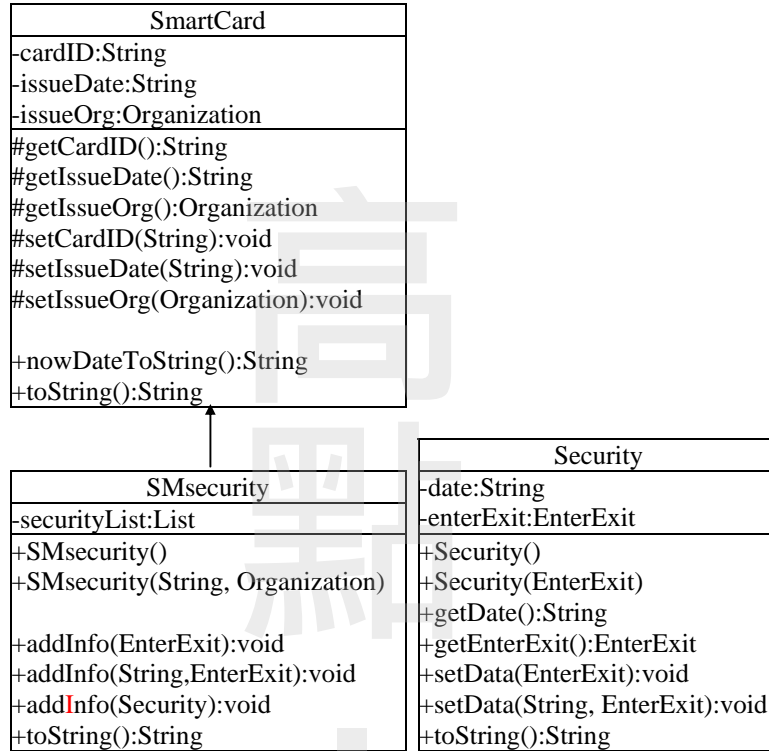 SmartCard
-cardID:String
-issueDate:String
-issueOrg:Organization
#getCardID():String
#getIssueDate():String
#getIssueOrg():Organization
#setCardID(String):void
#setIssueDate(String):void
#setIssueOrg(Organization):void
+nowDateToString():String
+toString():String
SMsecurity
-securityList:List
+SMsecurity()
+SMsecurity(String, Organization)
+addInfo(EnterExit):void
+addInfo(String,EnterExit):void
+addInfo(Security):void
+toString():String
Security
-date:String
-enterExit:EnterExit
+Security()
+Security(EnterExit)
+getDate():String
+getEnterExit():EnterExit
+setData(EnterExit):void
+setData(String, EnterExit):void
+toString():String
高
點